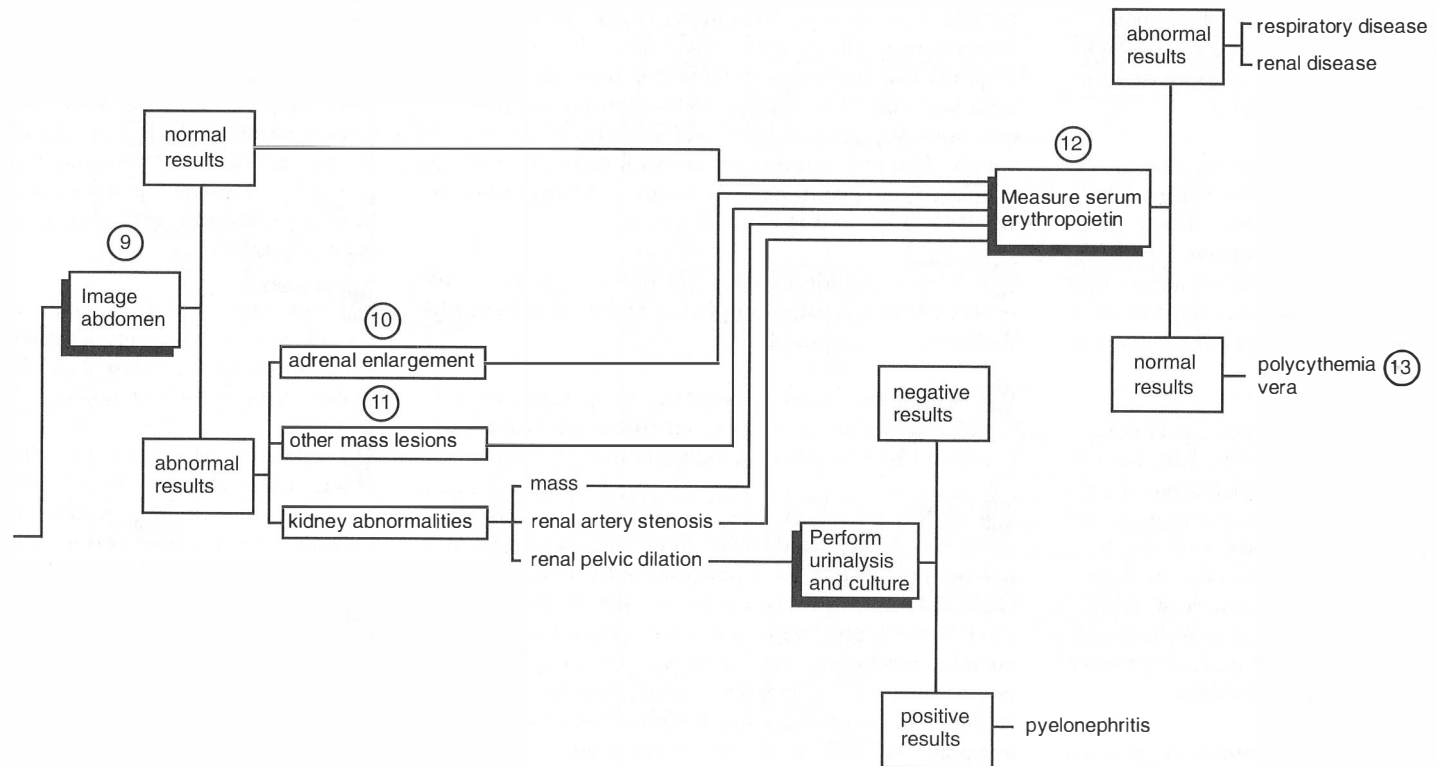 abnormal
results
respiratory disease
renal disease
normal
results
12
Measure serum
erythropoietin
9
Image
abdomen
10
adrenal enlargement
11
other mass lesions
abnormal
results
kidney abnormalities
mass
renal artery stenosis
renal pelvic dilation
negative
results
normal
results
polycythemia
vera
13
Perform
urinalysis
and culture
positive
results
pyelonephritis